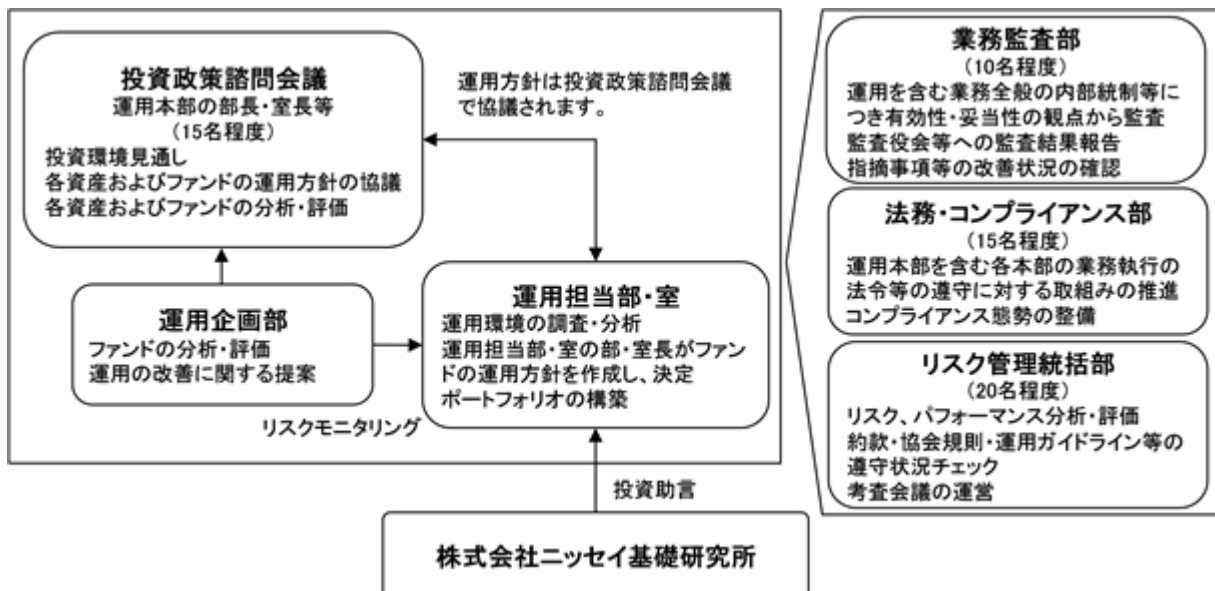 投資政策諮問会議
運用本部の部長・室長等
（15名程度）
投資環境見通し
各資産およびファンドの運用方針の協議
各資産およびファンドの分析・評価
運用方針は投資政策諮問会議
で協議されます。
運用企画部
ファンドの分析・評価
運用の改善に関する提案
リスクモニタリング
運用担当部・室
運用環境の調査・分析
運用担当部・室の部・室長がファン
ドの運用方針を作成し、決定
ポートフォリオの構築
投資助言
株式会社ニッセイ基礎研究所
業務監査部
（10名程度）
運用を含む業務全般の内部統制等に
つき有効性・妥当性の観点から監査
監査役会等への監査結果報告
指摘事項等の改善状況の確認
法務・コンプライアンス部
（15名程度）
運用本部を含む各本部の業務執行の
法令等の遵守に対する取組みの推進
コンプライアンス態勢の整備
リスク管理統括部
（20名程度）
リスク、パフォーマンス分析・評価
約款・協会規則・運用ガイドライン等の
遵守状況チェック
考査会議の運営